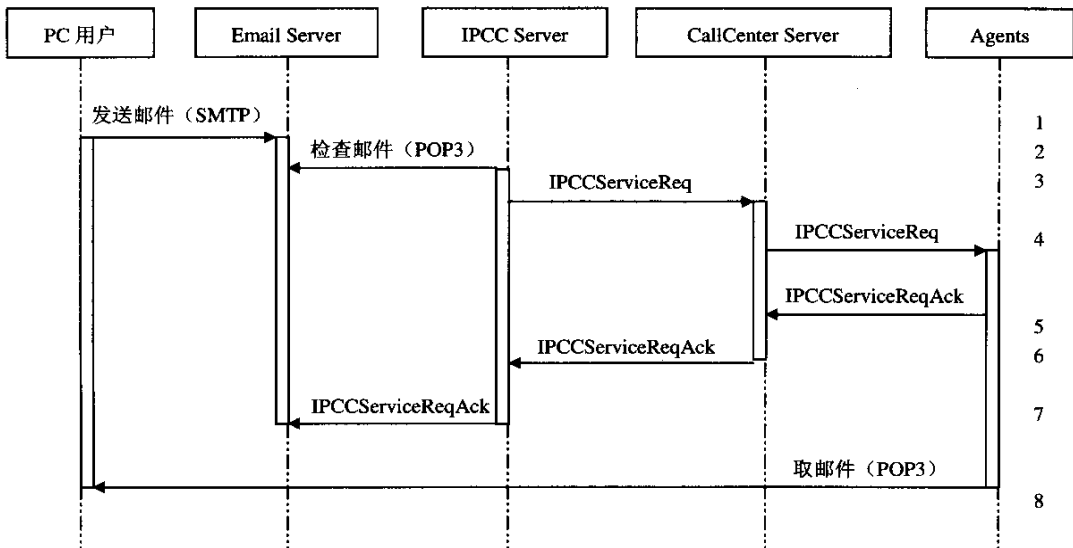 PC 用户 Email Server IPCC Server CallCenter Server Agents
发送邮件（SMTP） 1
检查邮件（POP3） 2
IPCCServiceReq 3
IPCCServiceReq 4
IPCCServiceReqAck
5
IPCCServiceReqAck 6
IPCCServiceReqAck 7
取邮件（POP3）
8